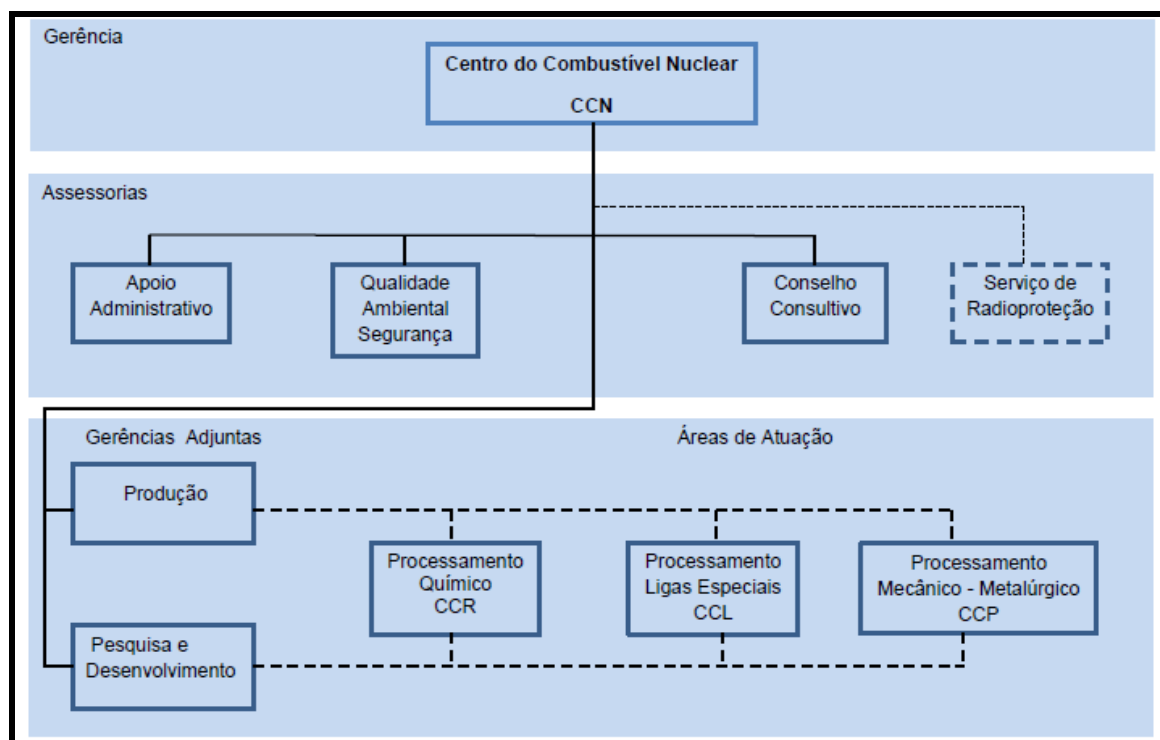 Gerência
Centro do Combustível Nuclear
CCN
Assessorias
Apoio
Administrativo
Qualidade
Ambiental
Segurança
Conselho
Consultivo
Serviço de
Radioproteção
Gerências Adjuntas
Áreas de Atuação
Produção
Processamento
Químico
CCR
Processamento
Ligas Especiais
CCL
Processamento
Mecânico - Metalúrgico
CCP
Pesquisa e
Desenvolvimento